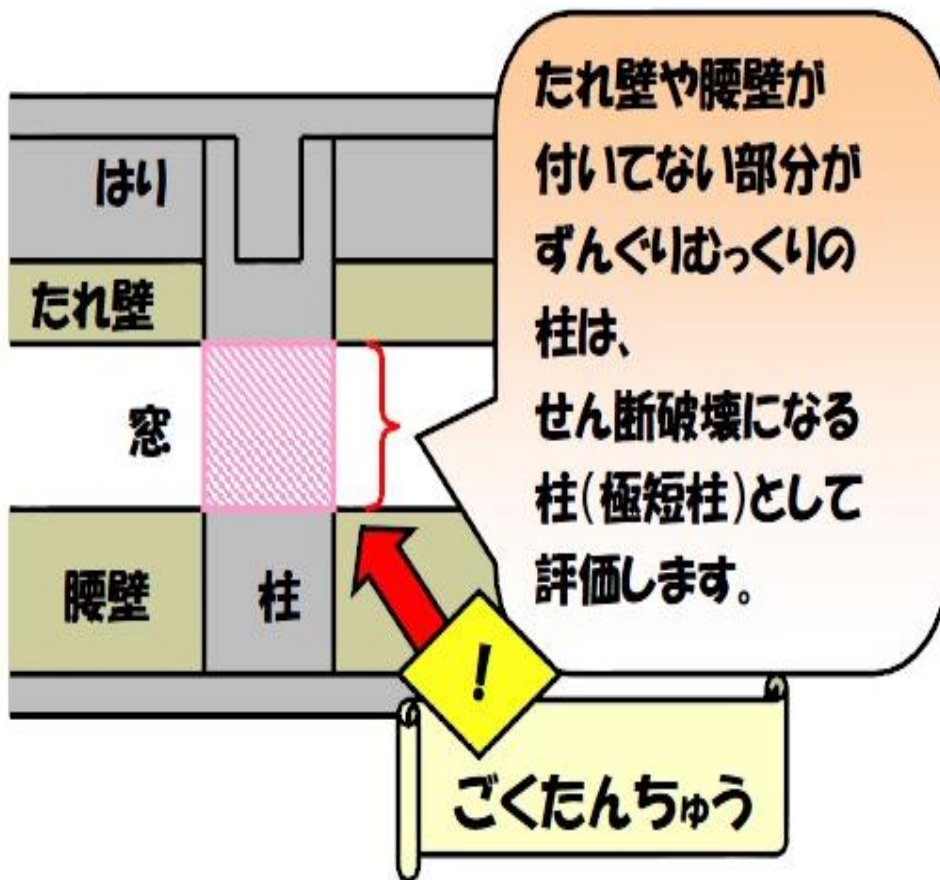 はり
たれ壁
窓
腰壁
柱
たれ壁や腰壁が
付いてない部分が
ずんぐりむっくりの
柱は、
せん断破壊になる
柱(極短柱)として
評価します。
!
ごくたんちゅう